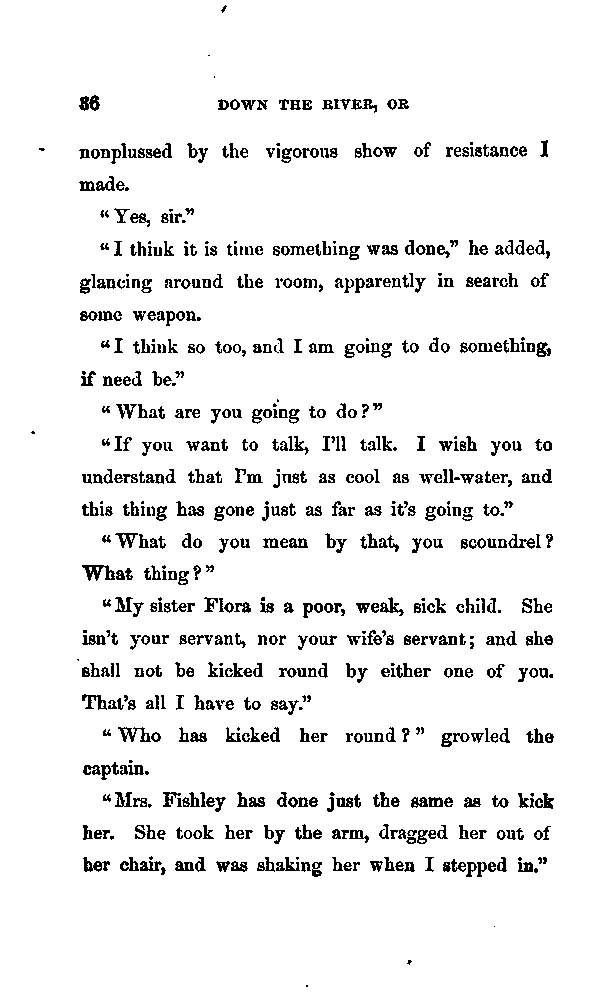 36 DOWN THE RIVER, OR
nonplussed by the vigorous show of resistance I
made.
“Yes, sir.”
“I think it is time something was done,” he added,
glancing around the room, apparently in search of
some weapon.
“I think so too, and I am going to do something,
if need be.”
“What are you going to do?”
“If you want to talk, I’ll talk. I wish you to
understand that I’m just as cool as well-water, and
this thing has gone just as far as it’s going to.”
“What do you mean by that, you scoundrel?
What thing?”
“My sister Flora is a poor, weak, sick child. She
isn’t your servant, nor your wife’s servant; and she
shall not be kicked round by either one of you.
That’s all I have to say.”
“Who has kicked her round?” growled the
captain.
“Mrs. Fishley has done just the same as to kick
her. She took her by the arm, dragged her out of
her chair, and was shaking her when I stepped in.”